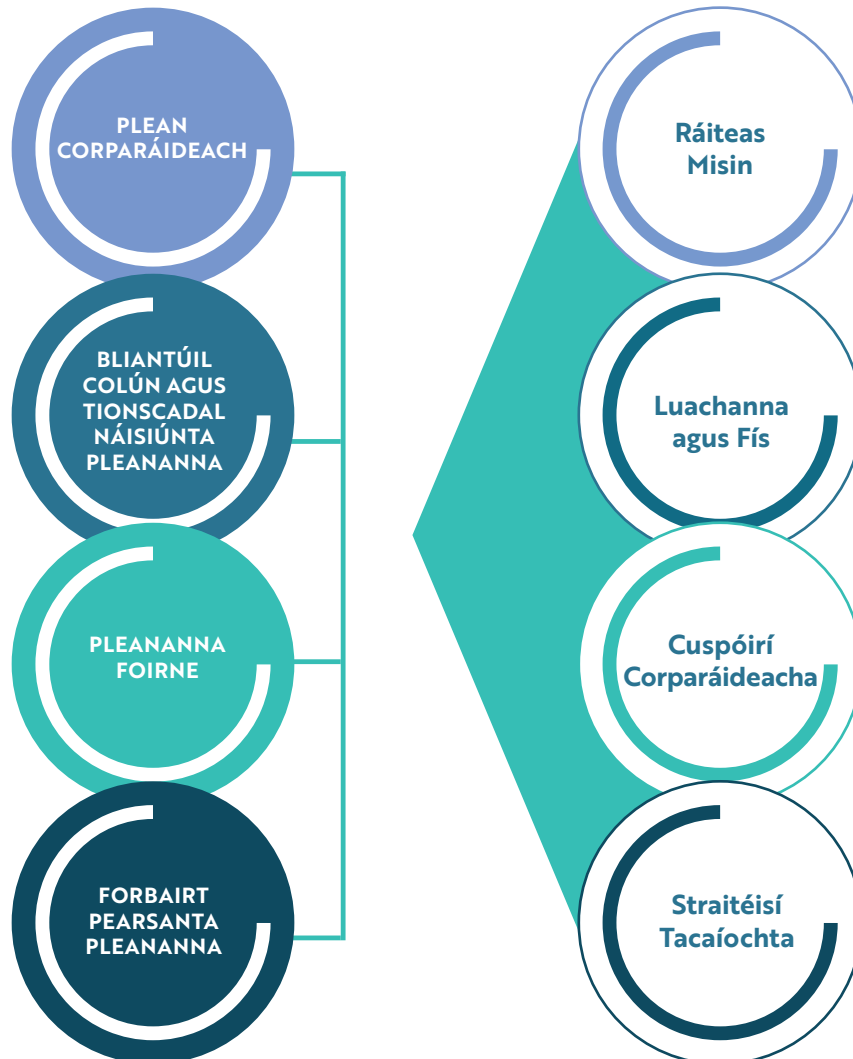 PLEAN
CORPARÁIDEACH
BLIANTÚIL
COLÚN AGUS
TIONSCADAL
NÁISIÚNTA
PLEANANNA
PLEANANNA
FOIRNE
FORBAIRT
PEARSANTA
PLEANANNA
Ráiteas
Misin
Luachanna
agus Fís
Cuspóirí
Corparáideacha
Straitéisí
Tacaíochta